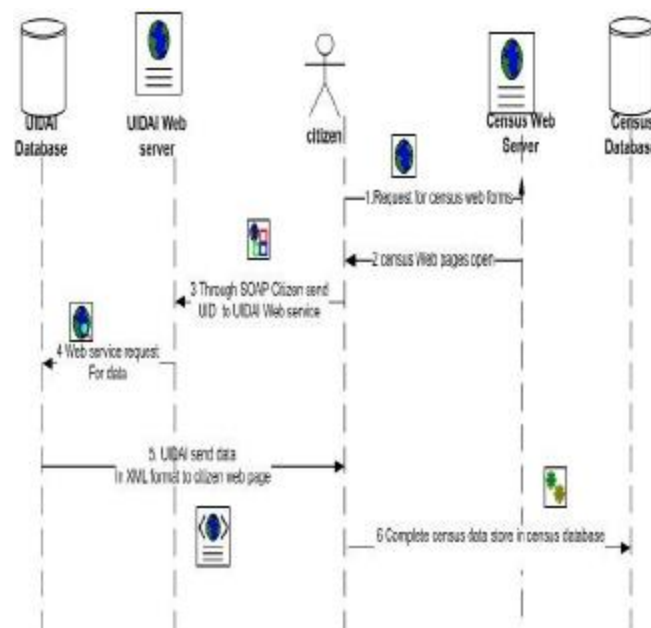 UIDAI
Database
UIDAI Web
server
citizen
Census Web
Server
Census
Database
1.Request for census web forms
2 census Web pages open
3 Through SOAP Citizen send
UID to UIDAI Web service
4 Web service request
For data
5. UIDAI send data
In XML format to citizen web page
6 Complete census data store in census database